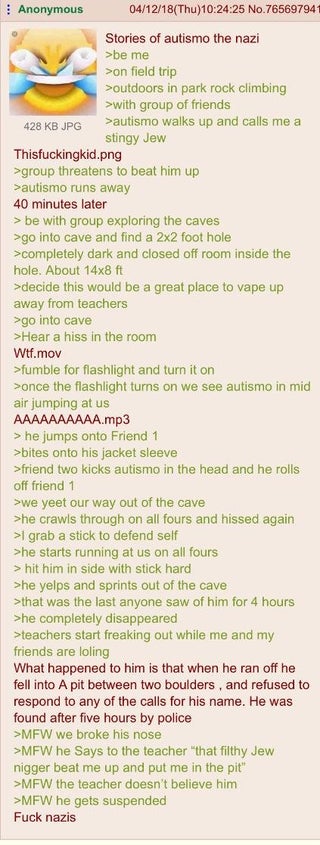 Anonymous 04/12/18(Thu)10:24:25 No.765697941
Stories of autismo the nazi
>be me
>on field trip
>outdoors in park rock climbing
>with group of friends
>autismo walks up and calls me a
stingy Jew
428 KB JPG
Thisfuckingkid.png
>group threatens to beat him up
>autismo runs away
40 minutes later
> be with group exploring the caves
>go into cave and find a 2x2 foot hole
>completely dark and closed off room inside the
hole. About 14x8 ft
>decide this would be a great place to vape up
away from teachers
>go into cave
>Hear a hiss in the room
Wtf.mov
>fumble for flashlight and turn it on
>once the flashlight turns on we see autismo in mid
air jumping at us
AAAAAAAAAA.mp3
> he jumps onto Friend 1
>bites onto his jacket sleeve
>friend two kicks autismo in the head and he rolls
off friend 1
>we yeet our way out of the cave
>he crawls through on all fours and hissed again
>I grab a stick to defend self
>he starts running at us on all fours
> hit him in side with stick hard
>he yelps and sprints out of the cave
>that was the last anyone saw of him for 4 hours
>he completely disappeared
>teachers start freaking out while me and my
friends are loling
What happened to him is that when he ran off he
fell into A pit between two boulders , and refused to
respond to any of the calls for his name. He was
found after five hours by police
>MFW we broke his nose
>MFW he Says to the teacher “that filthy Jew
nigger beat me up and put me in the pit”
>MFW the teacher doesn’t believe him
>MFW he gets suspended
Fuck nazis